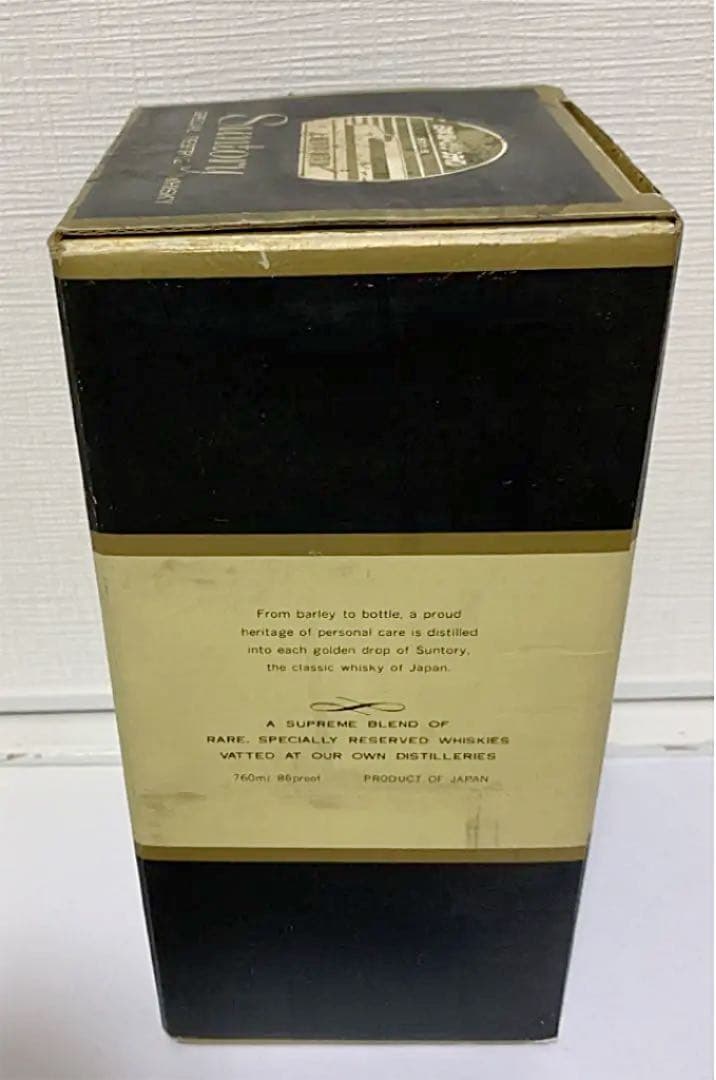 Suntory
SPECIAL RESERVE WHISKY
From barley to bottle, a proud
heritage of personal care is distilled
into each golden drop of Suntory,
the classic whisky of Japan.
A SUPREME BLEND OF
RARE, SPECIALLY RESERVED WHISKIES
VATTED AT OUR OWN DISTILLERIES
760ml 86proof PRODUCT OF JAPAN